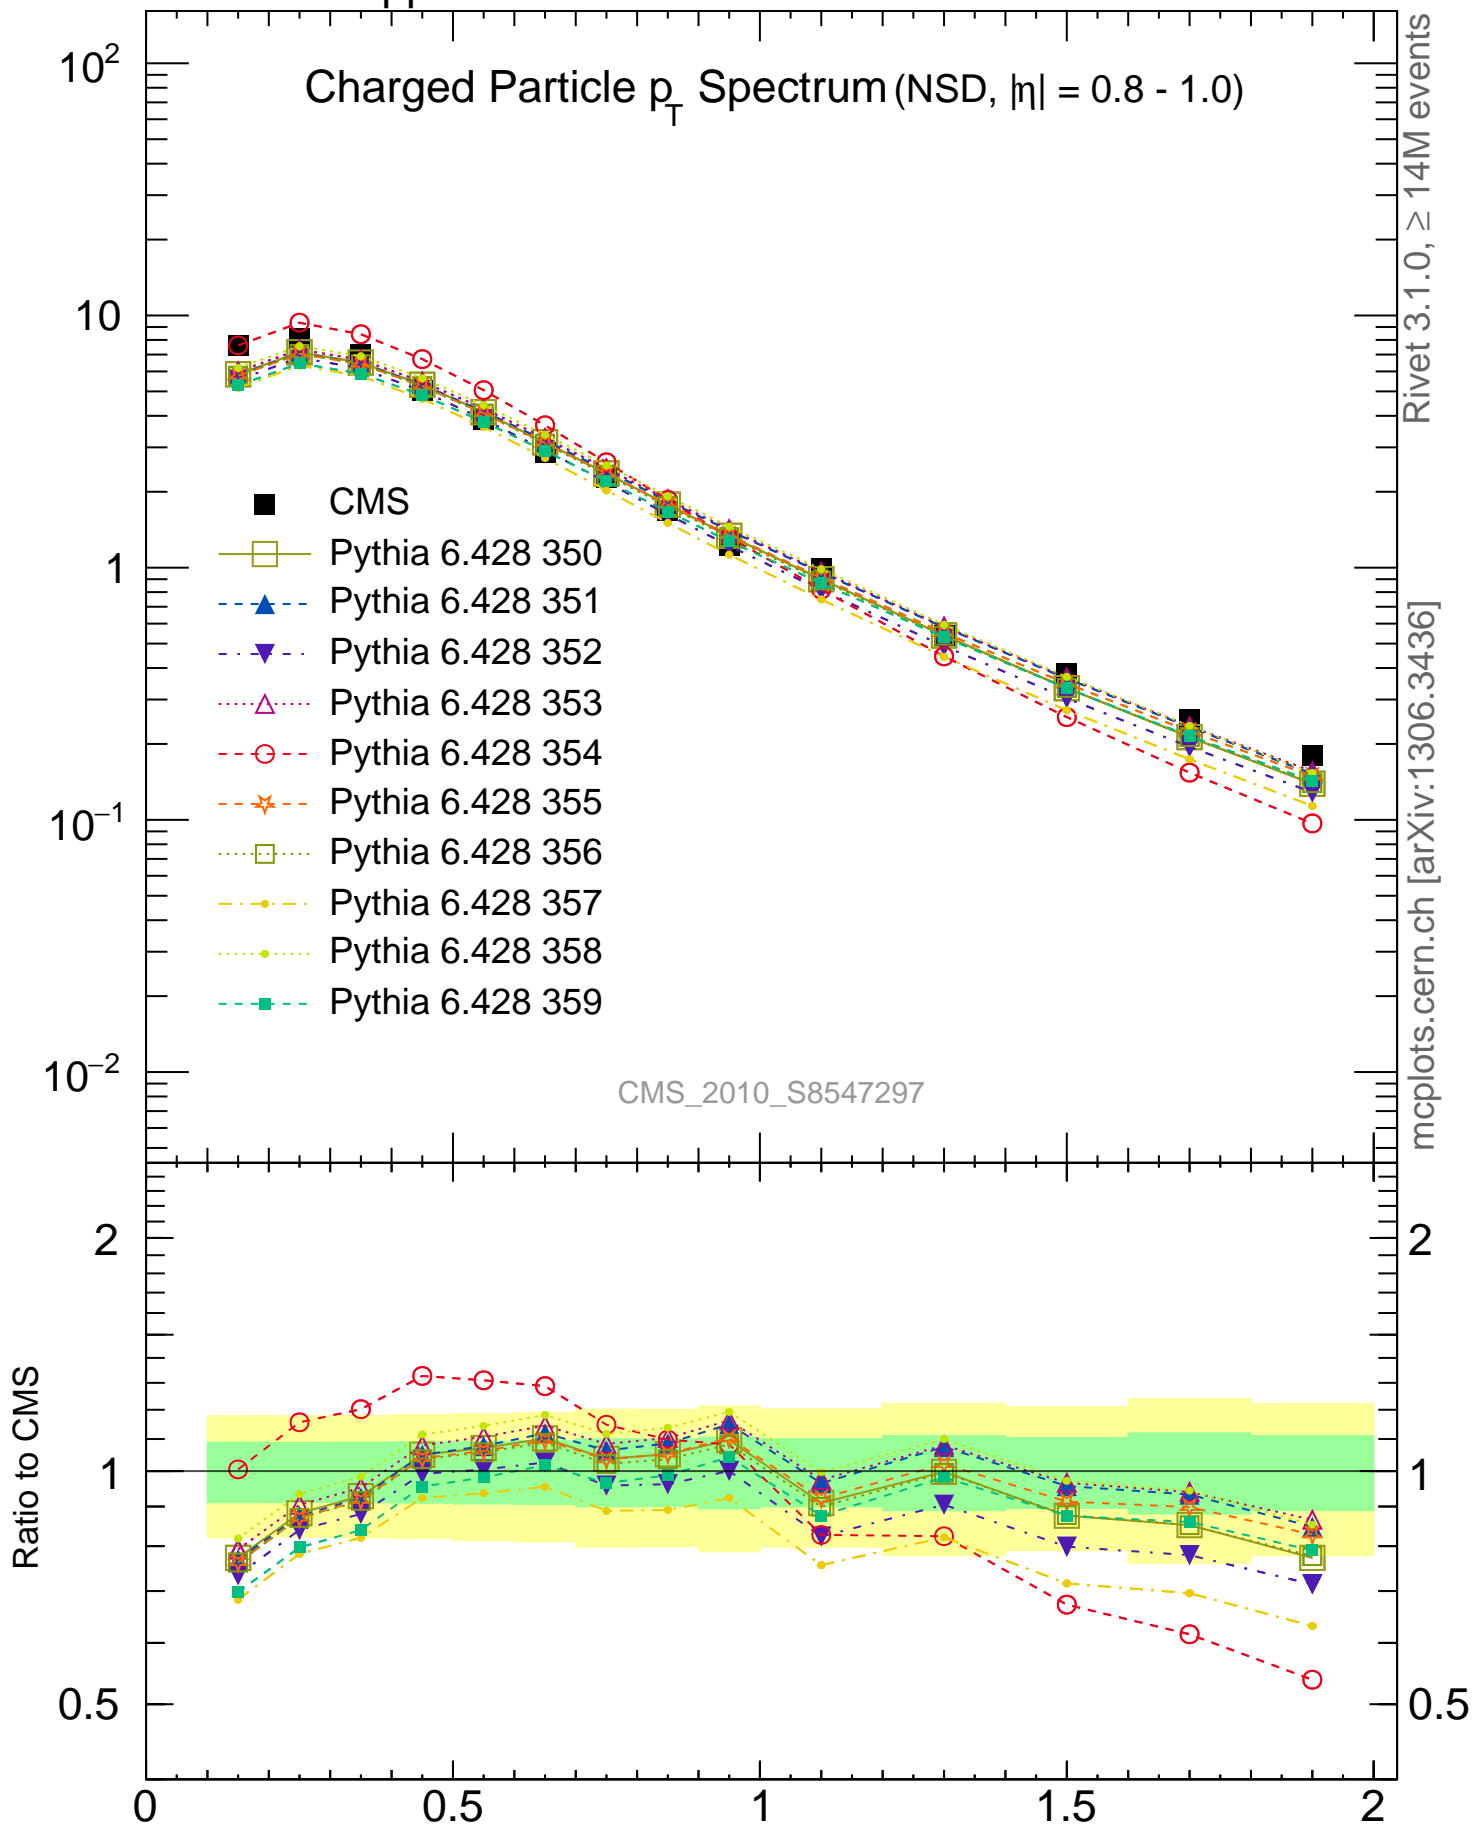 Charged Particle pT Spectrum (NSD, |η| = 0.8 - 1.0)
10²
10
1
10⁻¹
10⁻²
CMS
Pythia 6.428 350
Pythia 6.428 351
Pythia 6.428 352
Pythia 6.428 353
Pythia 6.428 354
Pythia 6.428 355
Pythia 6.428 356
Pythia 6.428 357
Pythia 6.428 358
Pythia 6.428 359
CMS_2010_S8547297
Rivet 3.1.0, ≥ 14M events
mcplots.cern.ch [arXiv:1306.3436]
Ratio to CMS
2
1
0.5
2
1
0.5
0
0.5
1
1.5
2